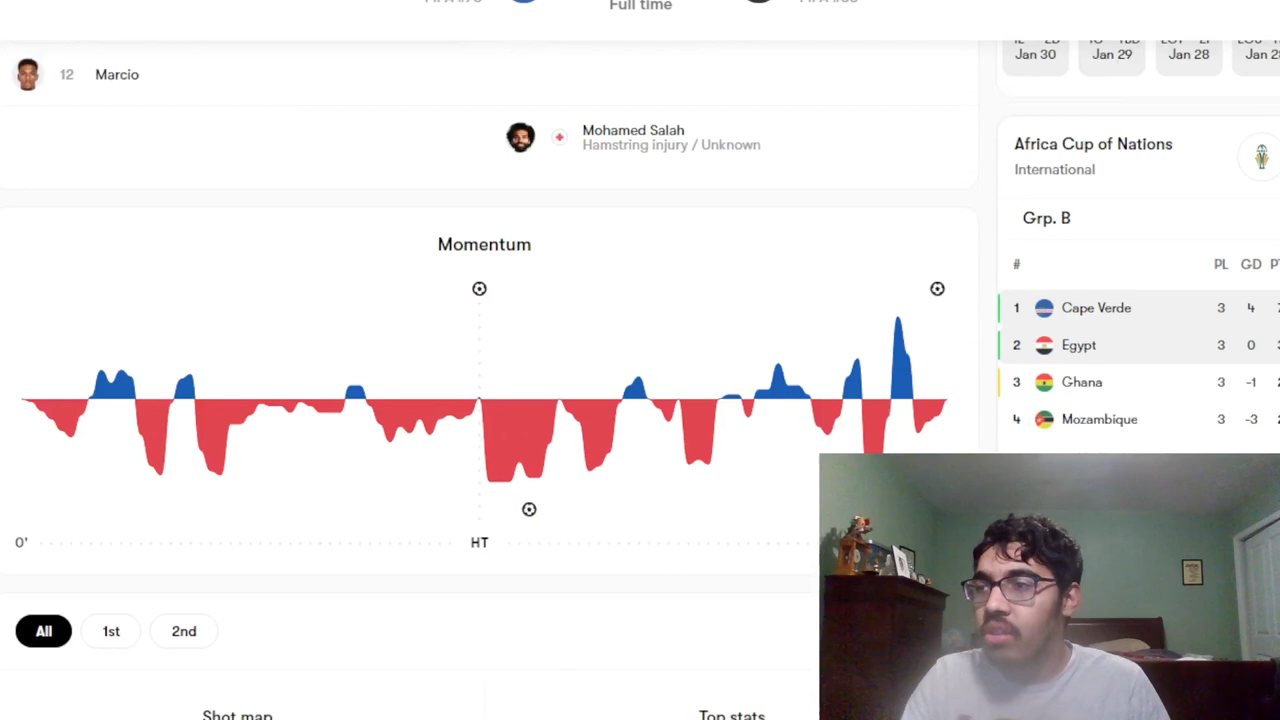 Full time
Jan 30
Jan 29
Jan 28
12 Marcio
Mohamed Salah
Hamstring injury / Unknown
Africa Cup of Nations
International
Grp. B
Momentum
# PL GD
1 Cape Verde 3 4
2 Egypt 3 0
3 Ghana 3 -1
4 Mozambique 3 -3
0' HT
All 1st 2nd
Shot map Top stats